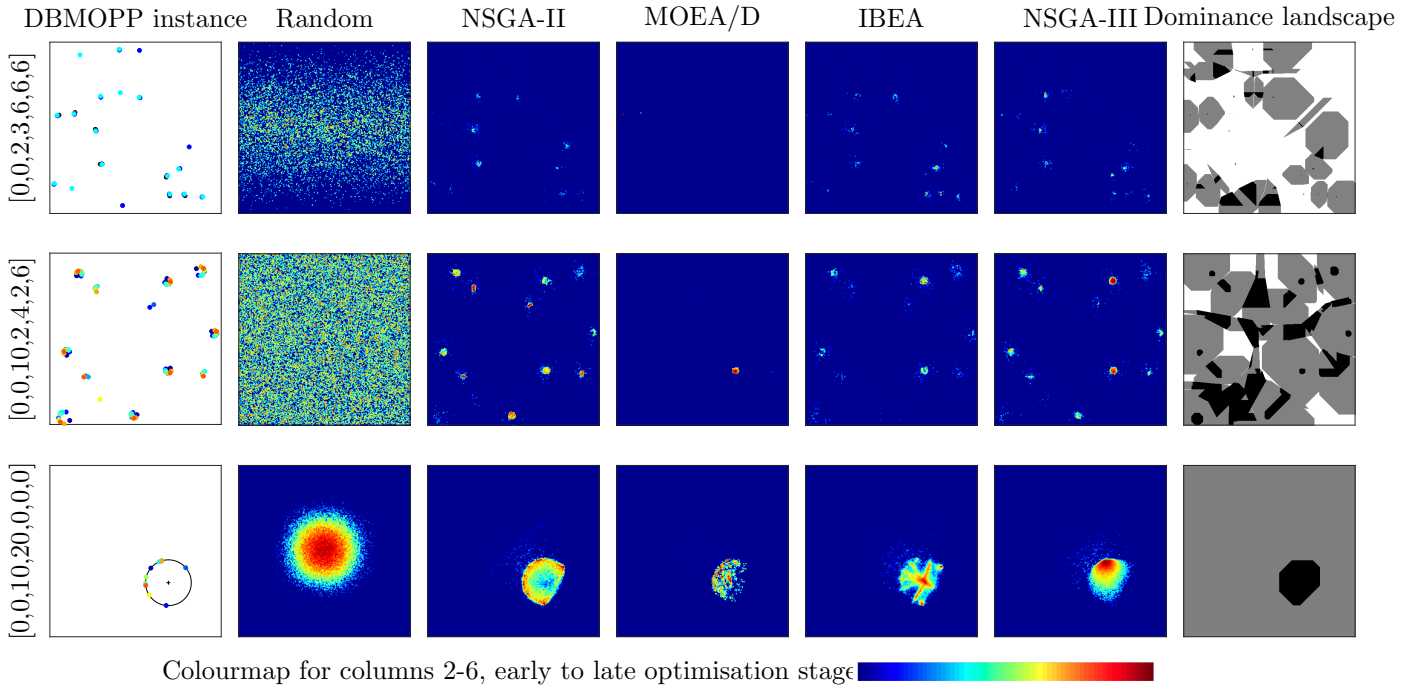 DBMOPP instance Random NSGA-II MOEA/D IBEA NSGA-III Dominance landscape
[0,0,2,3,6,6,6]
[0,0,10,2,4,2,6]
[0,0,10,20,0,0,0]
Colourmap for columns 2-6, early to late optimisation stage